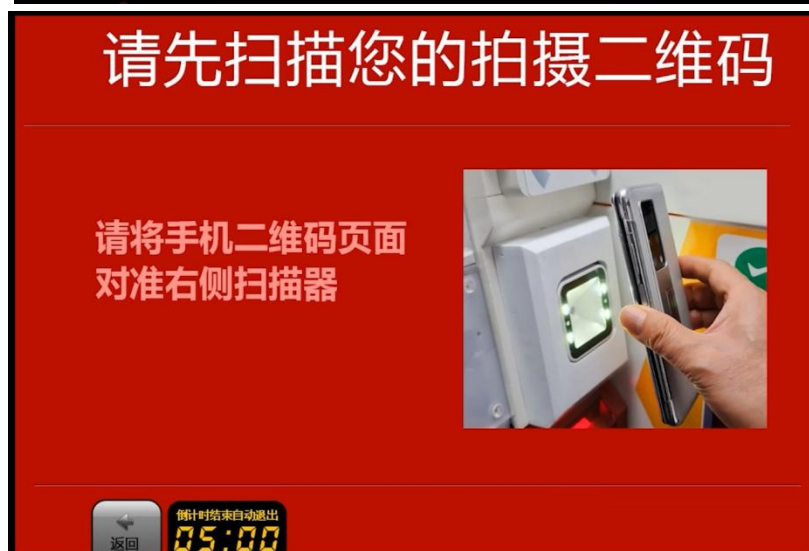 请先扫描您的拍摄二维码
请将手机二维码页面
对准右侧扫描器
倒计时结束自动退出
返回
05:00